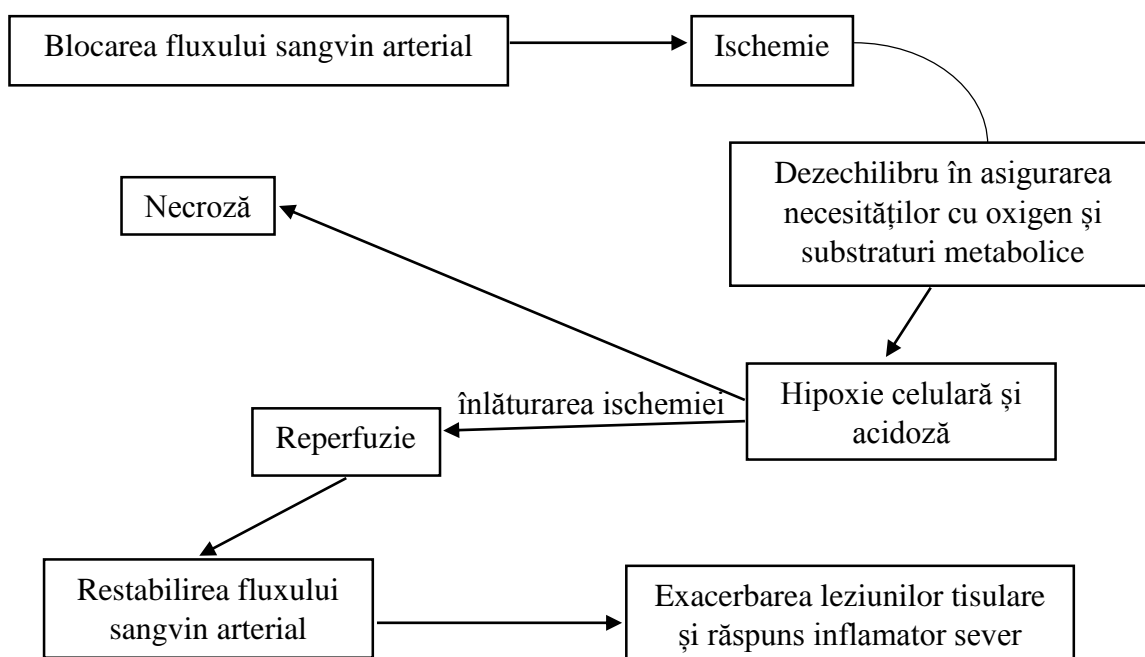 Blocarea fluxului sangvin arterial
Ischemie
Dezechilibru în asigurarea
necesităților cu oxigen și
substraturi metabolice
Necroză
Hipoxie celulară și
acidoză
înlăturarea ischemiei
Reperfuzie
Restabilirea fluxului
sangvin arterial
Exacerbarea leziunilor tisulare
și răspuns inflamator sever